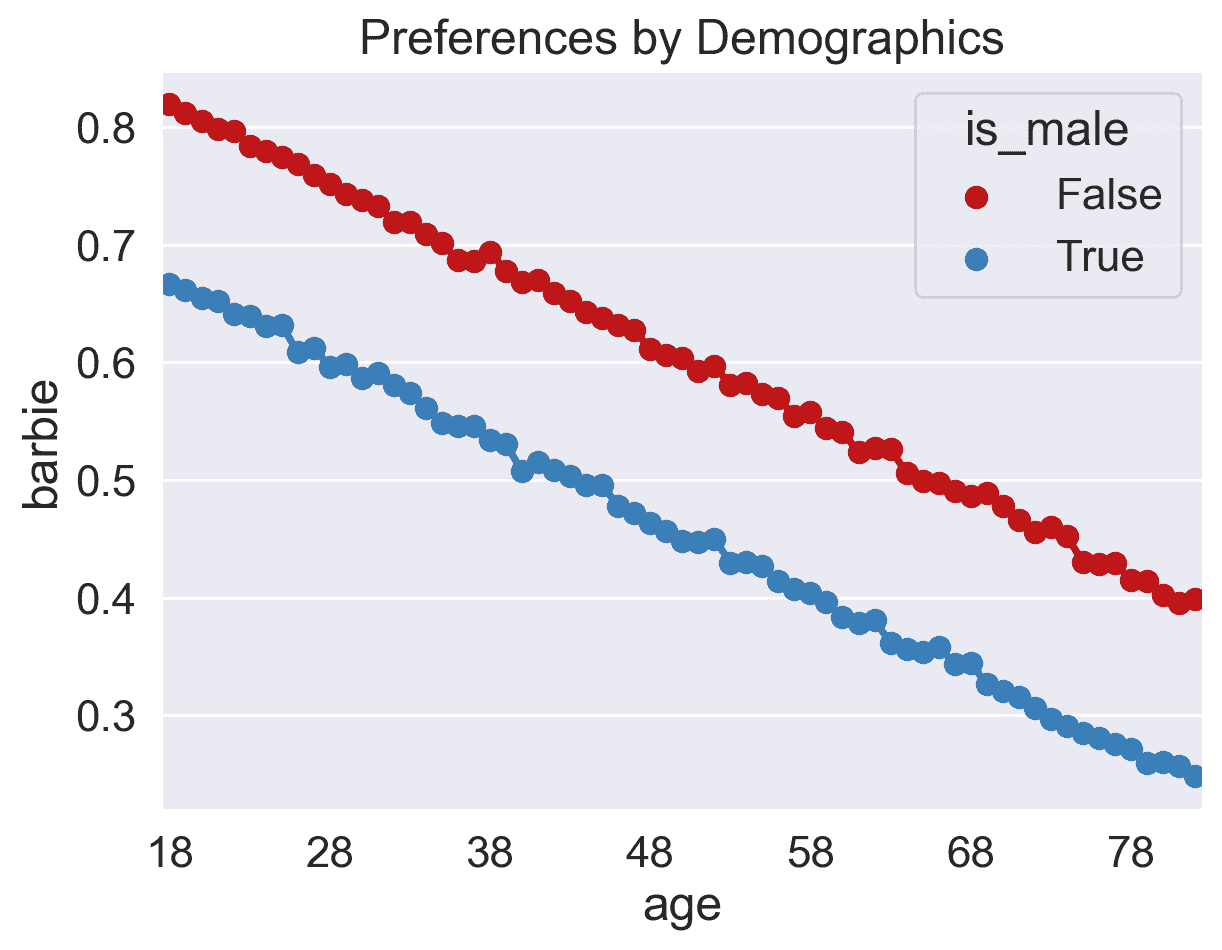 Preferences by Demographics
is_male
False
True
0.8
0.7
0.6
0.5
0.4
0.3
barbie
18 28 38 48 58 68 78
age